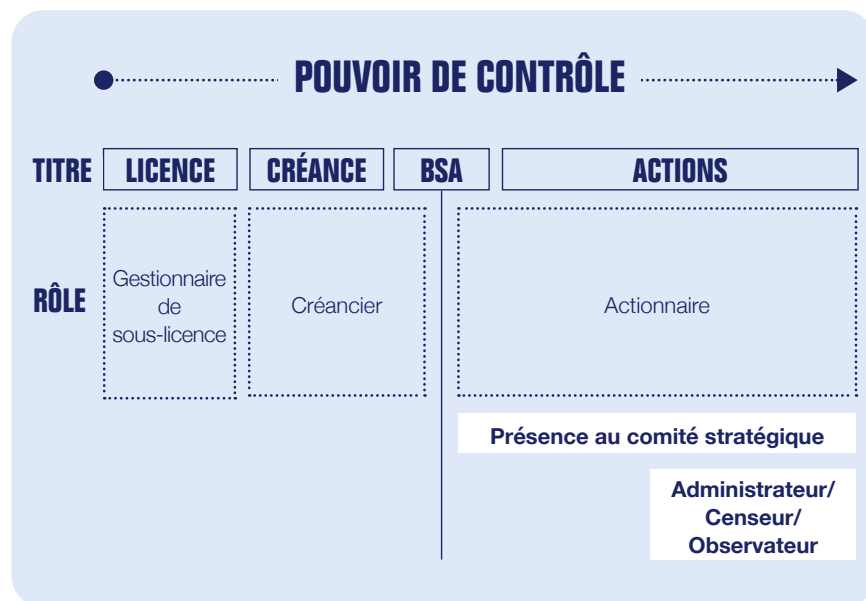 POUVOIR DE CONTRÔLE
TITRE LICENCE CRÉANCE BSA ACTIONS
RÔLE
Gestionnaire
de
sous-licence
Créancier
Actionnaire
Présence au comité stratégique
Administrateur/
Censeur/
Observateur